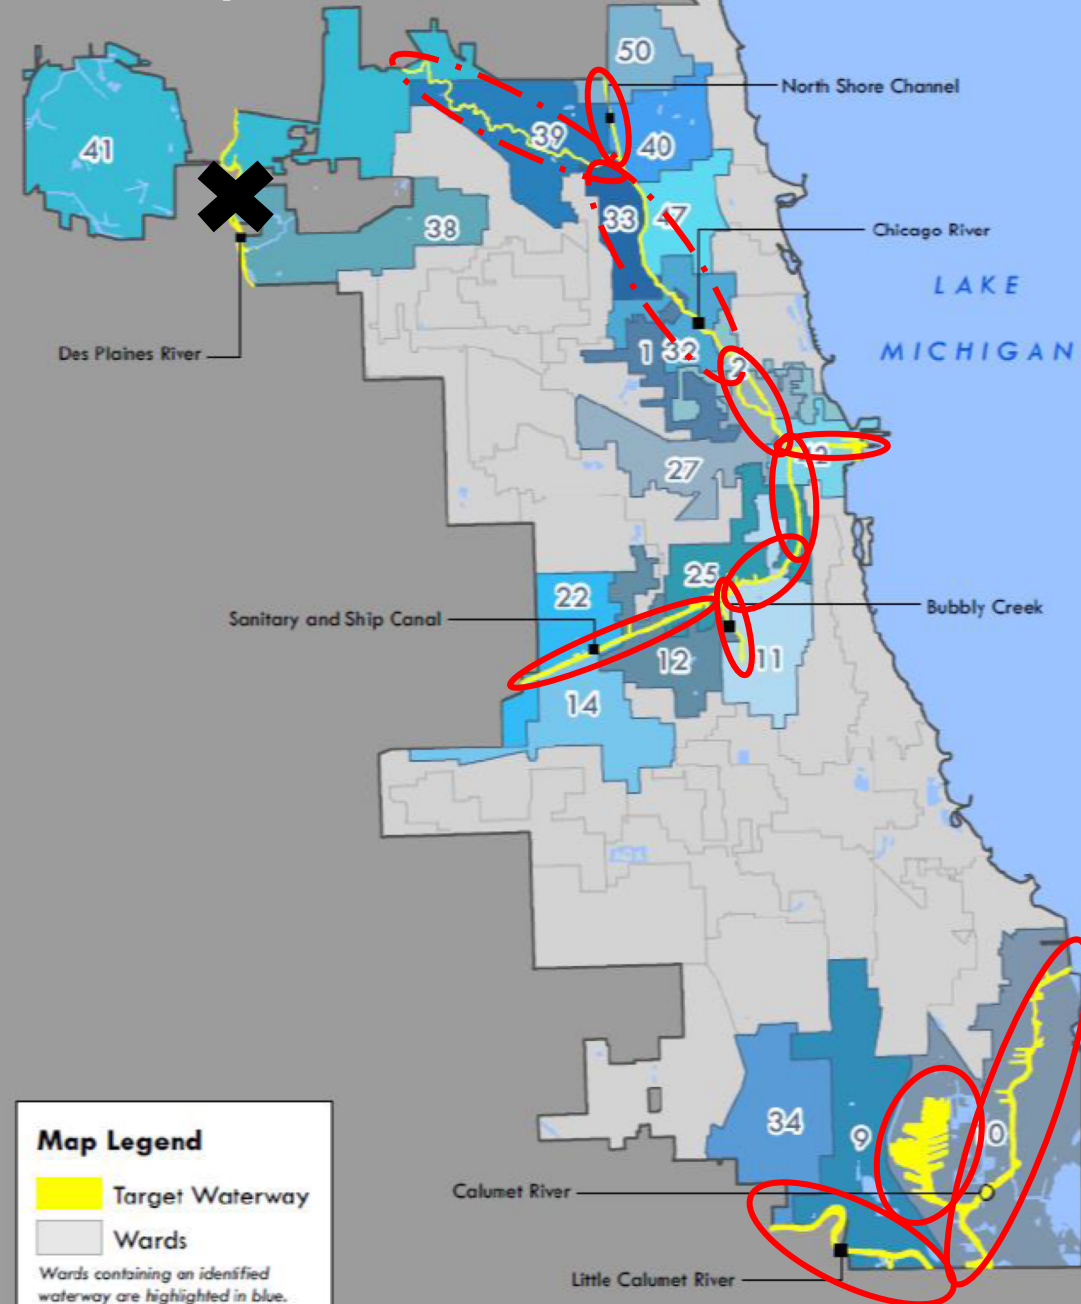 50
North Shore Channel
41
39
40
33
47
38
Chicago River
LAKE
MICHIGAN
Des Plaines River
1
32
2
27
25
22
Sanitary and Ship Canal
Bubbly Creek
12
11
14
34
9
0
Calumet River
Little Calumet River
Map Legend
Target Waterway
Wards
Wards containing an identified
waterway are highlighted in blue.